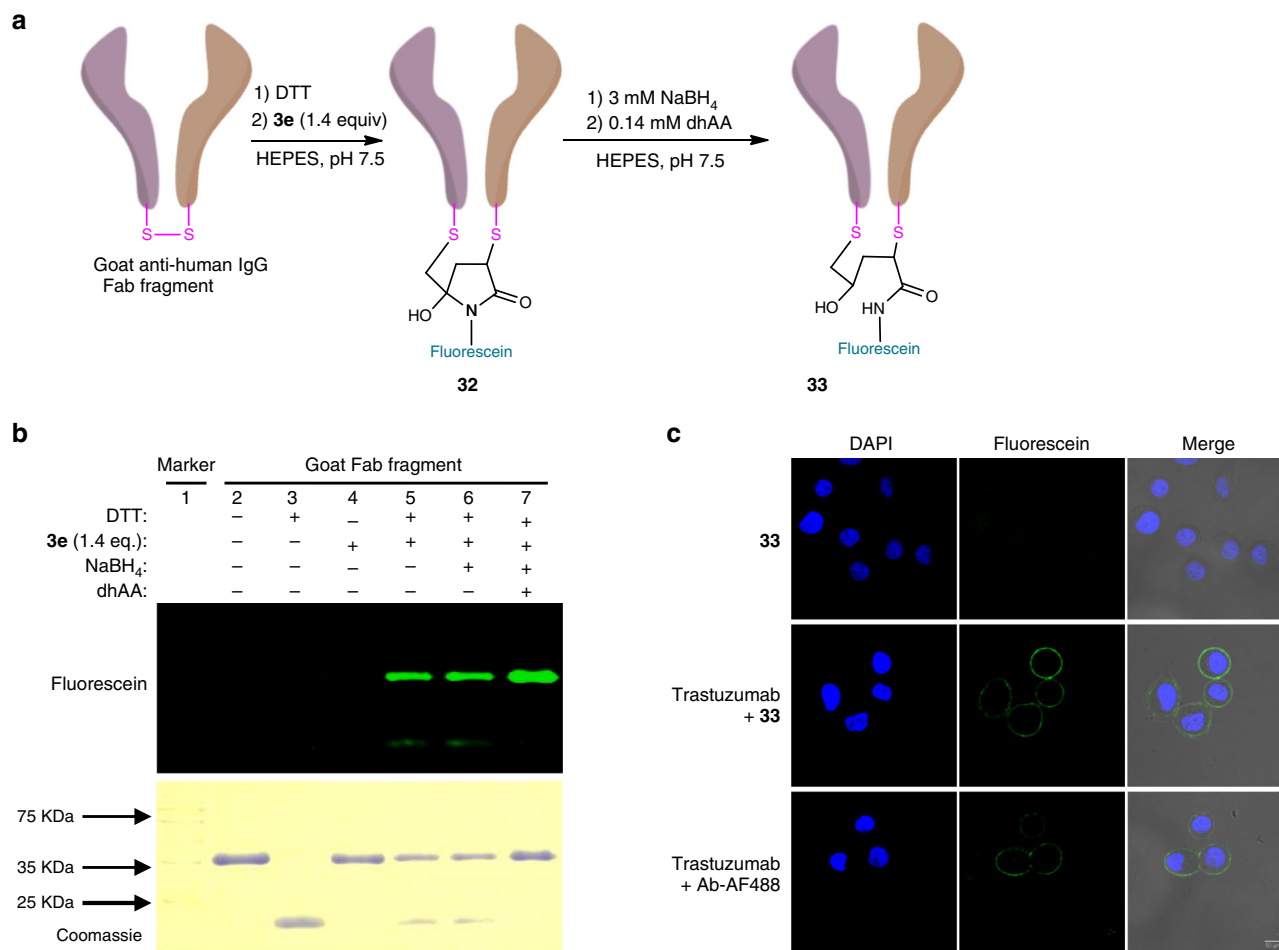 a
1) DTT
2) 3e (1.4 equiv)
HEPES, pH 7.5
1) 3 mM NaBH4
2) 0.14 mM dhAA
HEPES, pH 7.5
S S
Goat anti-human IgG
Fab fragment
S S
HO N O
Fluorescein
32
S S
HO HN O
Fluorescein
33
b
Marker Goat Fab fragment
1 2 3 4 5 6 7
DTT: – + – + + +
3e (1.4 eq.): – – + + + +
NaBH4: – – – – + +
dhAA: – – – – – +
Fluorescein
75 KDa
35 KDa
25 KDa
Coomassie
c
DAPI Fluorescein Merge
33
Trastuzumab
+ 33
Trastuzumab
+ Ab-AF488